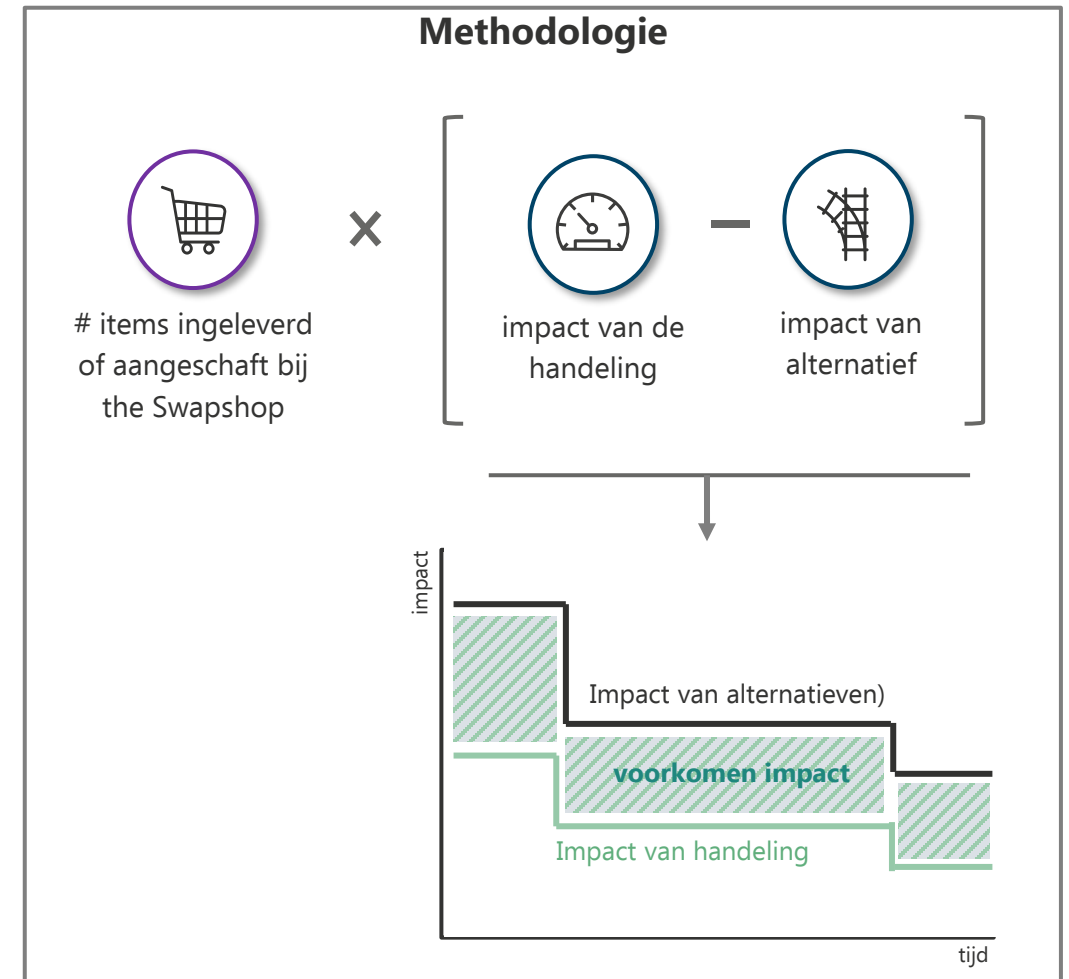 Methodologie
# items ingeleverd
of aangeschaft bij
the Swapshop
impact van de
handeling
impact van
alternatief
impact
Impact van alternatieven)
voorkomen impact
Impact van handeling
tijd